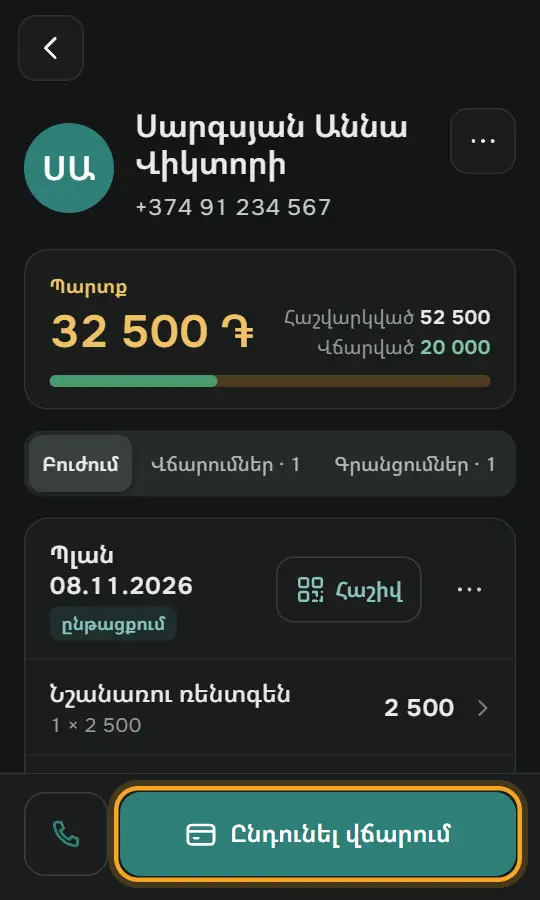 Սարգսյան Աննա
Վիկտորի
ՍԱ
+374 91 234 567
Պարտք
32 500 ֏
Հաշվարկված 52 500
Վճարված 20 000
Բուժում
Վճարումներ · 1
Գրանցումներ · 1
Պլան
08.11.2026
ընթացքում
Հաշիվ
Նշանառու ռենտգեն
1 × 2 500
2 500
Ընդունել վճարում